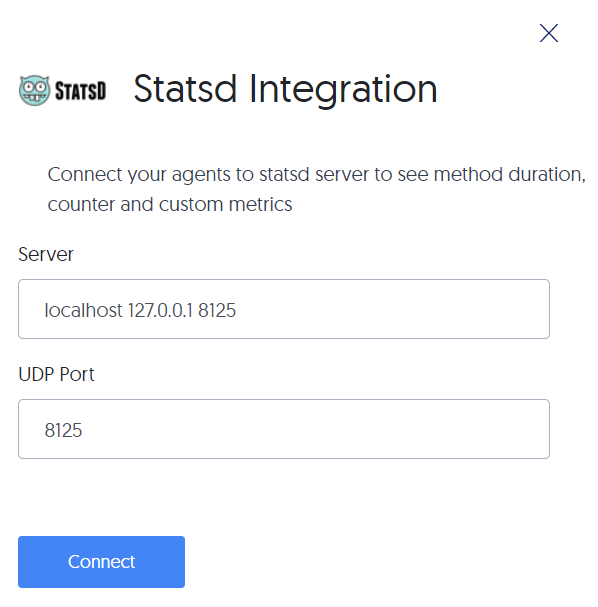 STATSD Statsd Integration
Connect your agents to statsd server to see method duration,
counter and custom metrics
Server
localhost 127.0.0.1 8125
UDP Port
8125
Connect